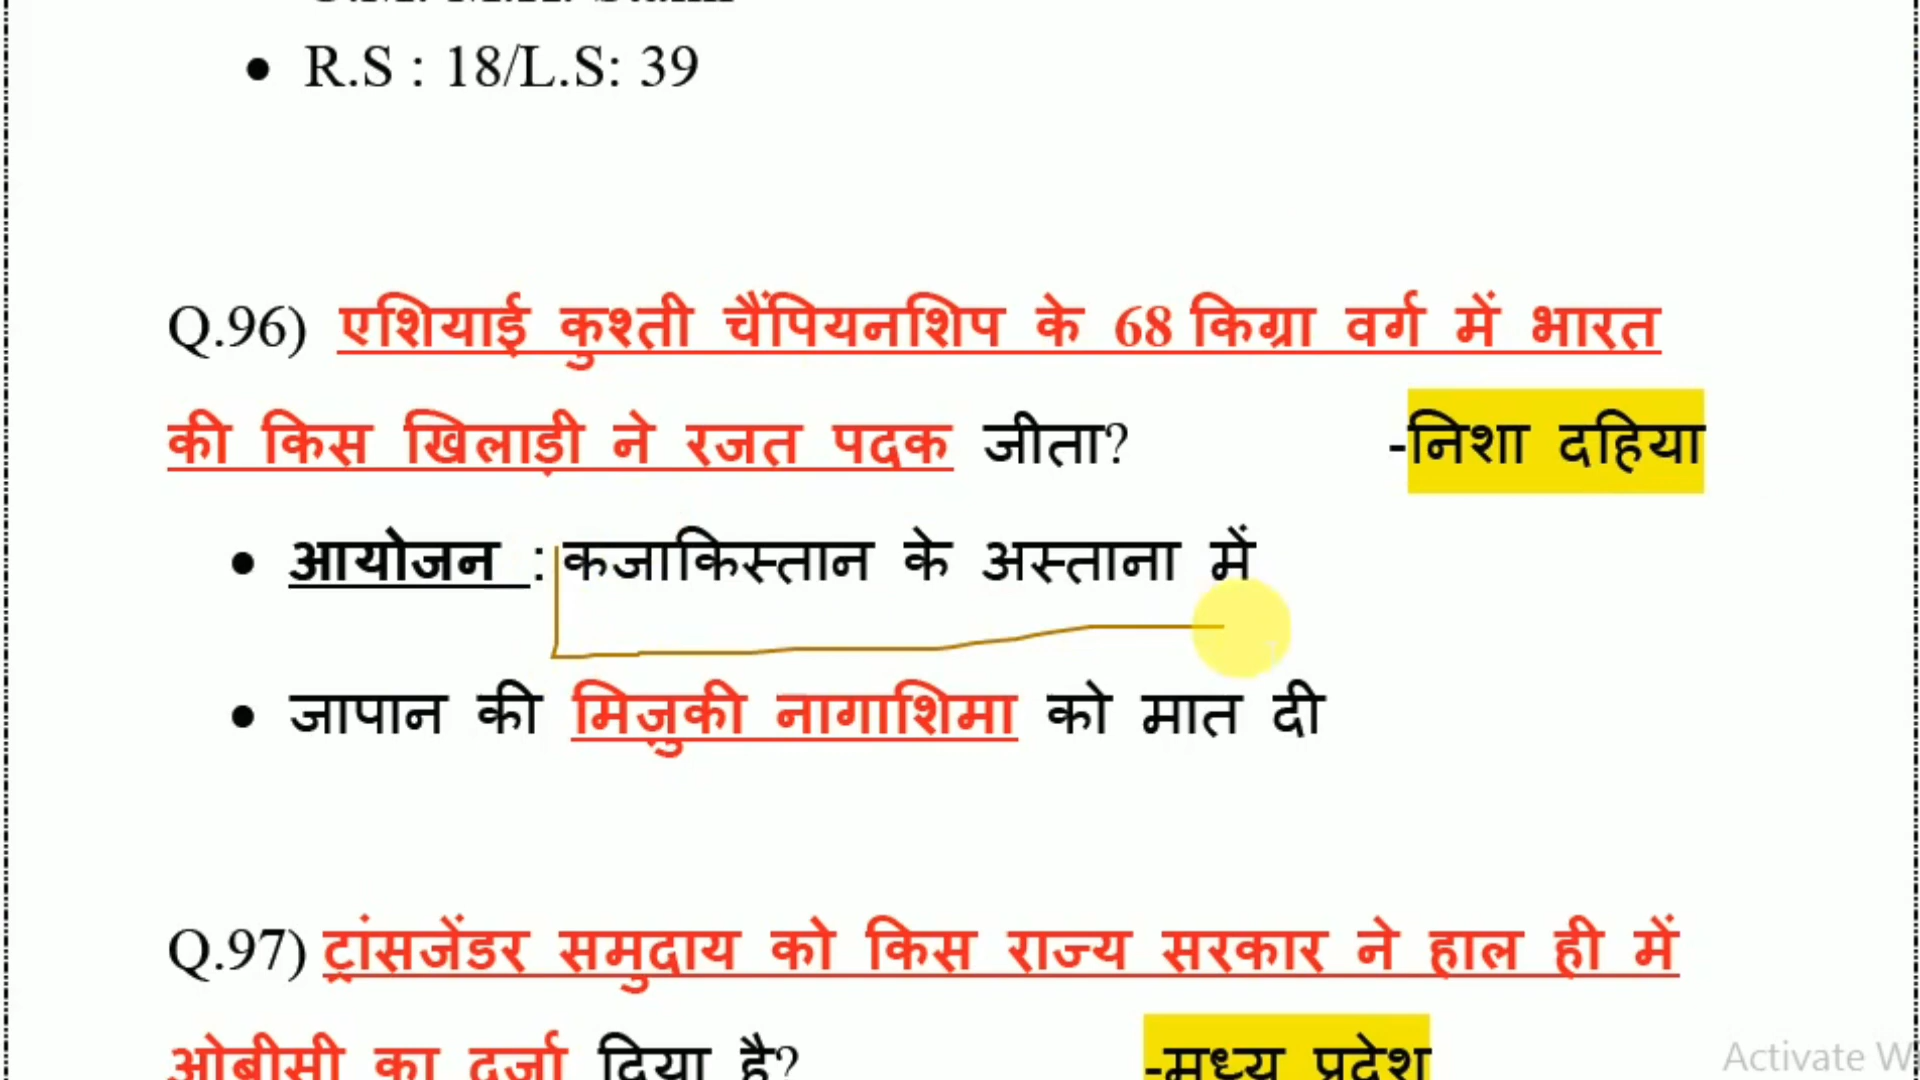 • R.S : 18/L.S: 39
Q.96) एशियाई कुश्ती चैंपियनशिप के 68 किग्रा वर्ग में भारत
की किस खिलाड़ी ने रजत पदक जीता? -निशा दहिया
• आयोजन : कजाकिस्तान के अस्ताना में
• जापान की मिजुकी नागाशिमा को मात दी
Q.97) ट्रांसजेंडर समुदाय को किस राज्य सरकार ने हाल ही में
ओबीसी का दर्जा दिया है? -मध्य प्रदेश
Activate W